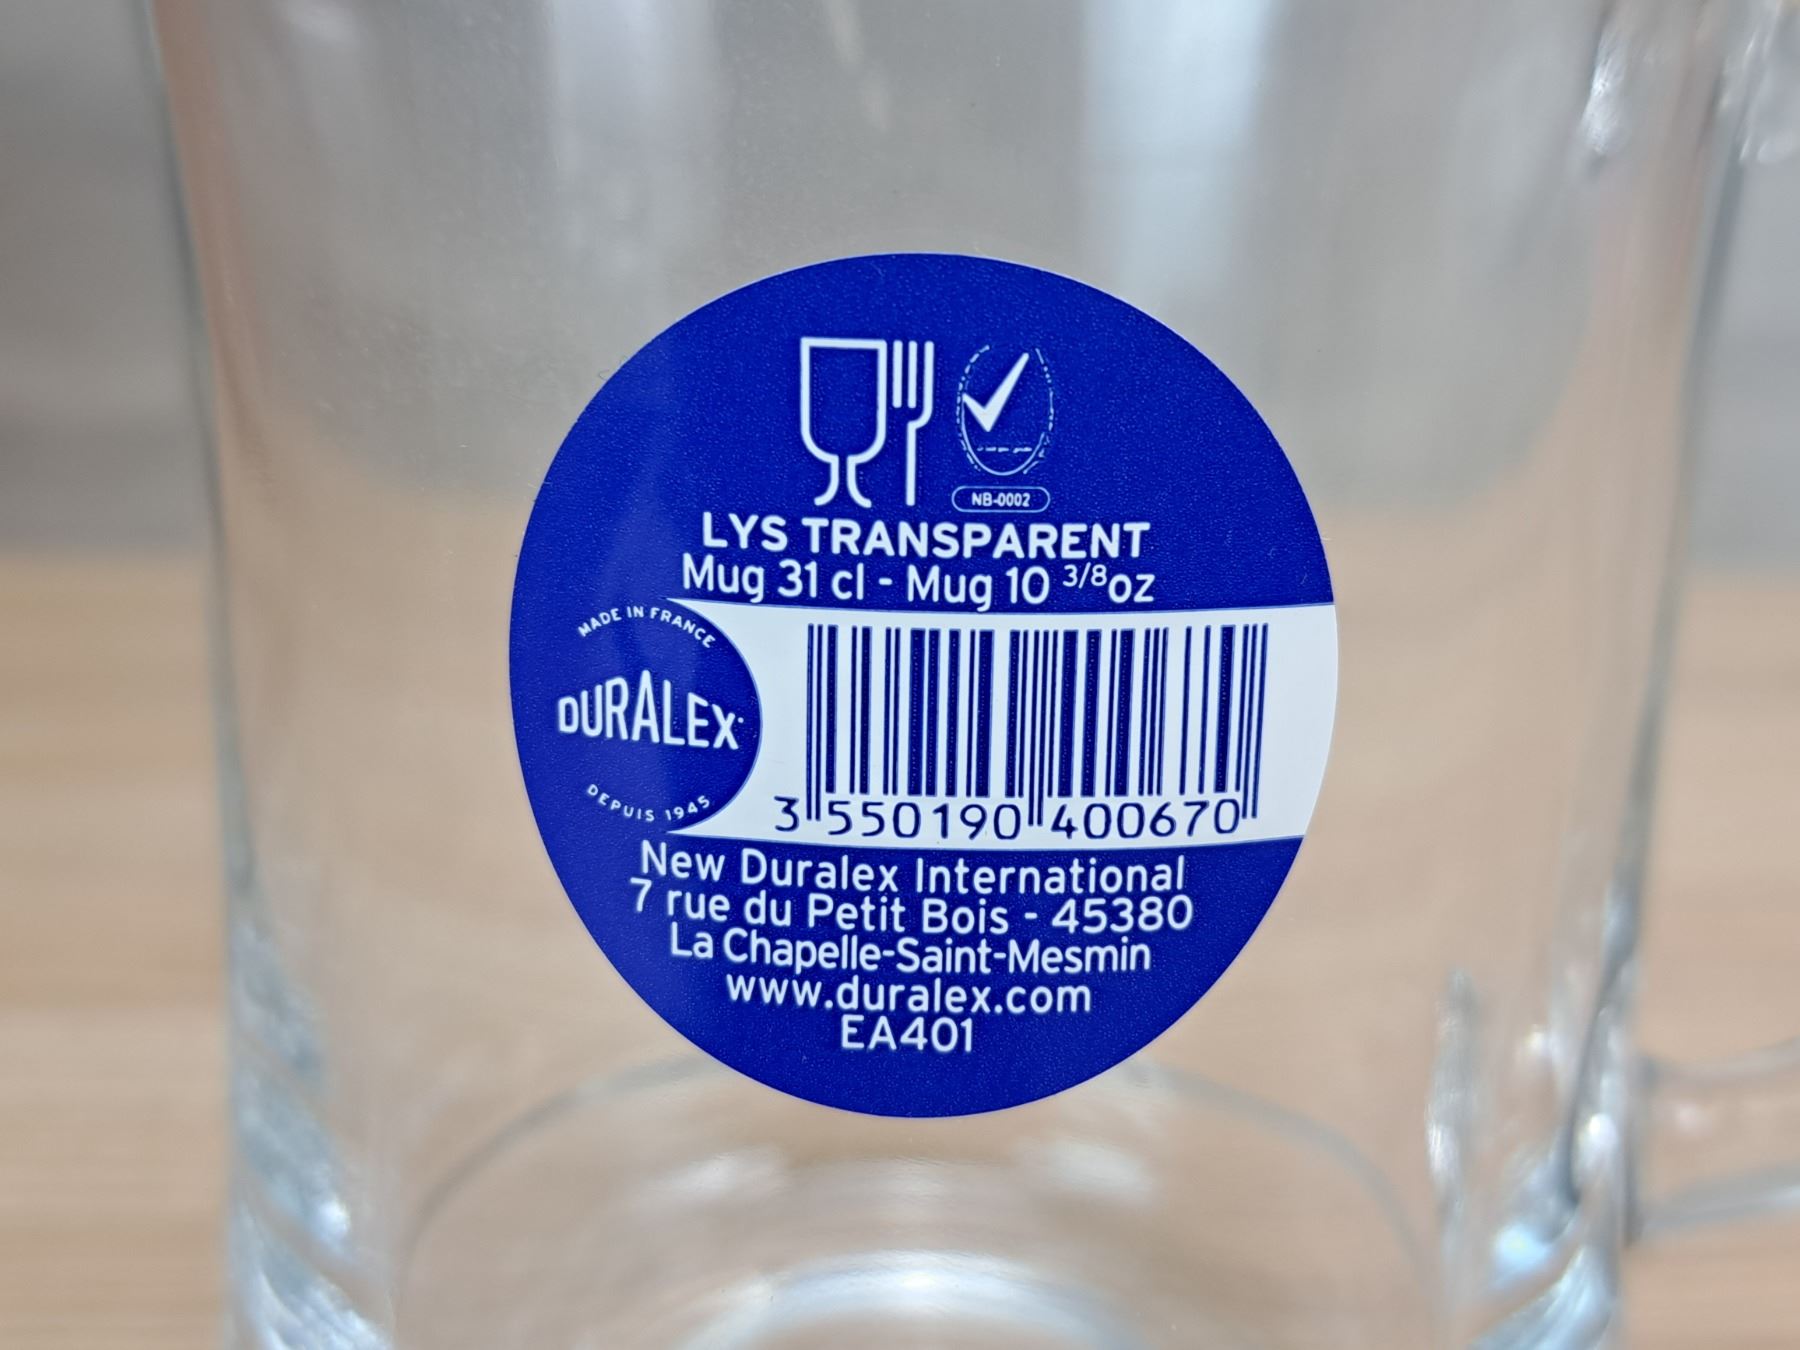 NB-0002
LYS TRANSPARENT
Mug 31 cl - Mug 10 3/8oz
MADE IN FRANCE
DURALEX
DEPUIS 1945
3 550190 400670
New Duralex International
7 rue du Petit Bois - 45380
La Chapelle-Saint-Mesmin
www.duralex.com
EA401